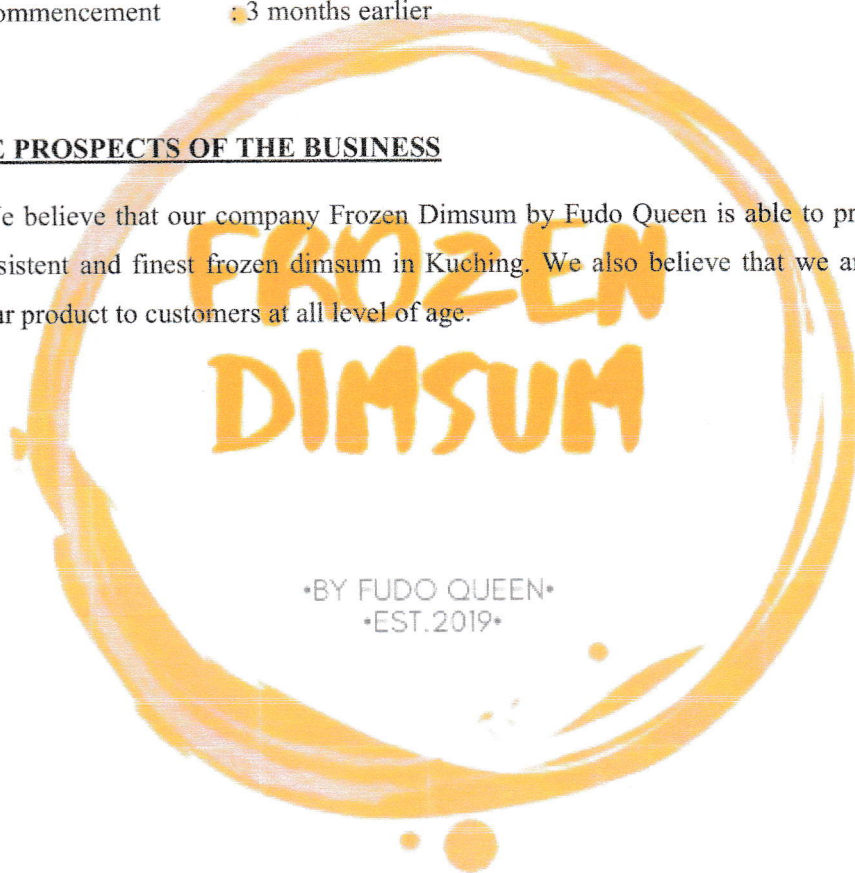 ommencement : 3 months earlier
E PROSPECTS OF THE BUSINESS
e believe that our company Frozen Dimsum by Fudo Queen is able to pr
sistent and finest frozen dimsum in Kuching. We also believe that we a
ur product to customers at all level of age.
FROZEN
DIMSUM
•BY FUDO QUEEN•
•EST.2019•